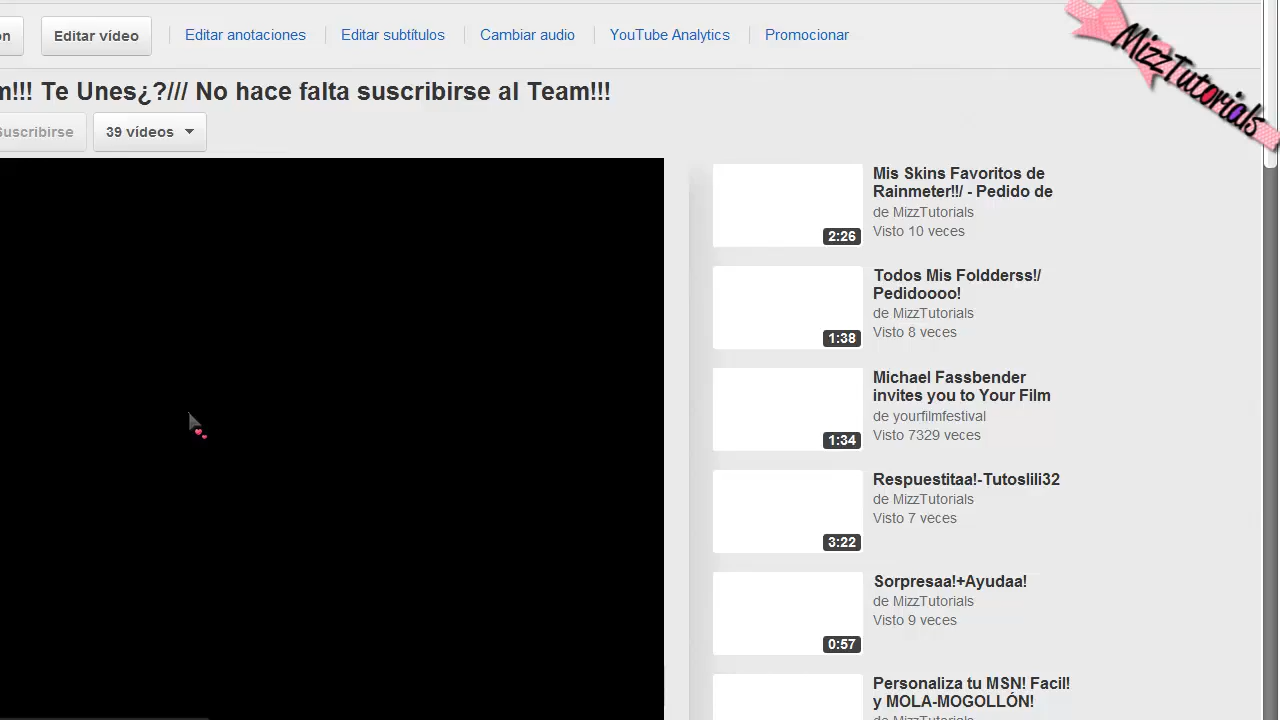 ón
Editar vídeo
Editar anotaciones
Editar subtítulos
Cambiar audio
YouTube Analytics
Promocionar
MizzTutorials
m!!! Te Unes¿?/// No hace falta suscribirse al Team!!!
Suscribirse
39 vídeos
2:26
Mis Skins Favoritos de
Rainmeter!!/ - Pedido de
de MizzTutorials
Visto 10 veces
1:38
Todos Mis Foldderss!/
Pedidoooo!
de MizzTutorials
Visto 8 veces
1:34
Michael Fassbender
invites you to Your Film
de yourfilmfestival
Visto 7329 veces
3:22
Respuestitaa!-Tutoslili32
de MizzTutorials
Visto 7 veces
0:57
Sorpresaa!+Ayudaa!
de MizzTutorials
Visto 9 veces
Personaliza tu MSN! Facil!
y MOLA-MOGOLLÓN!
de MizzTutorials